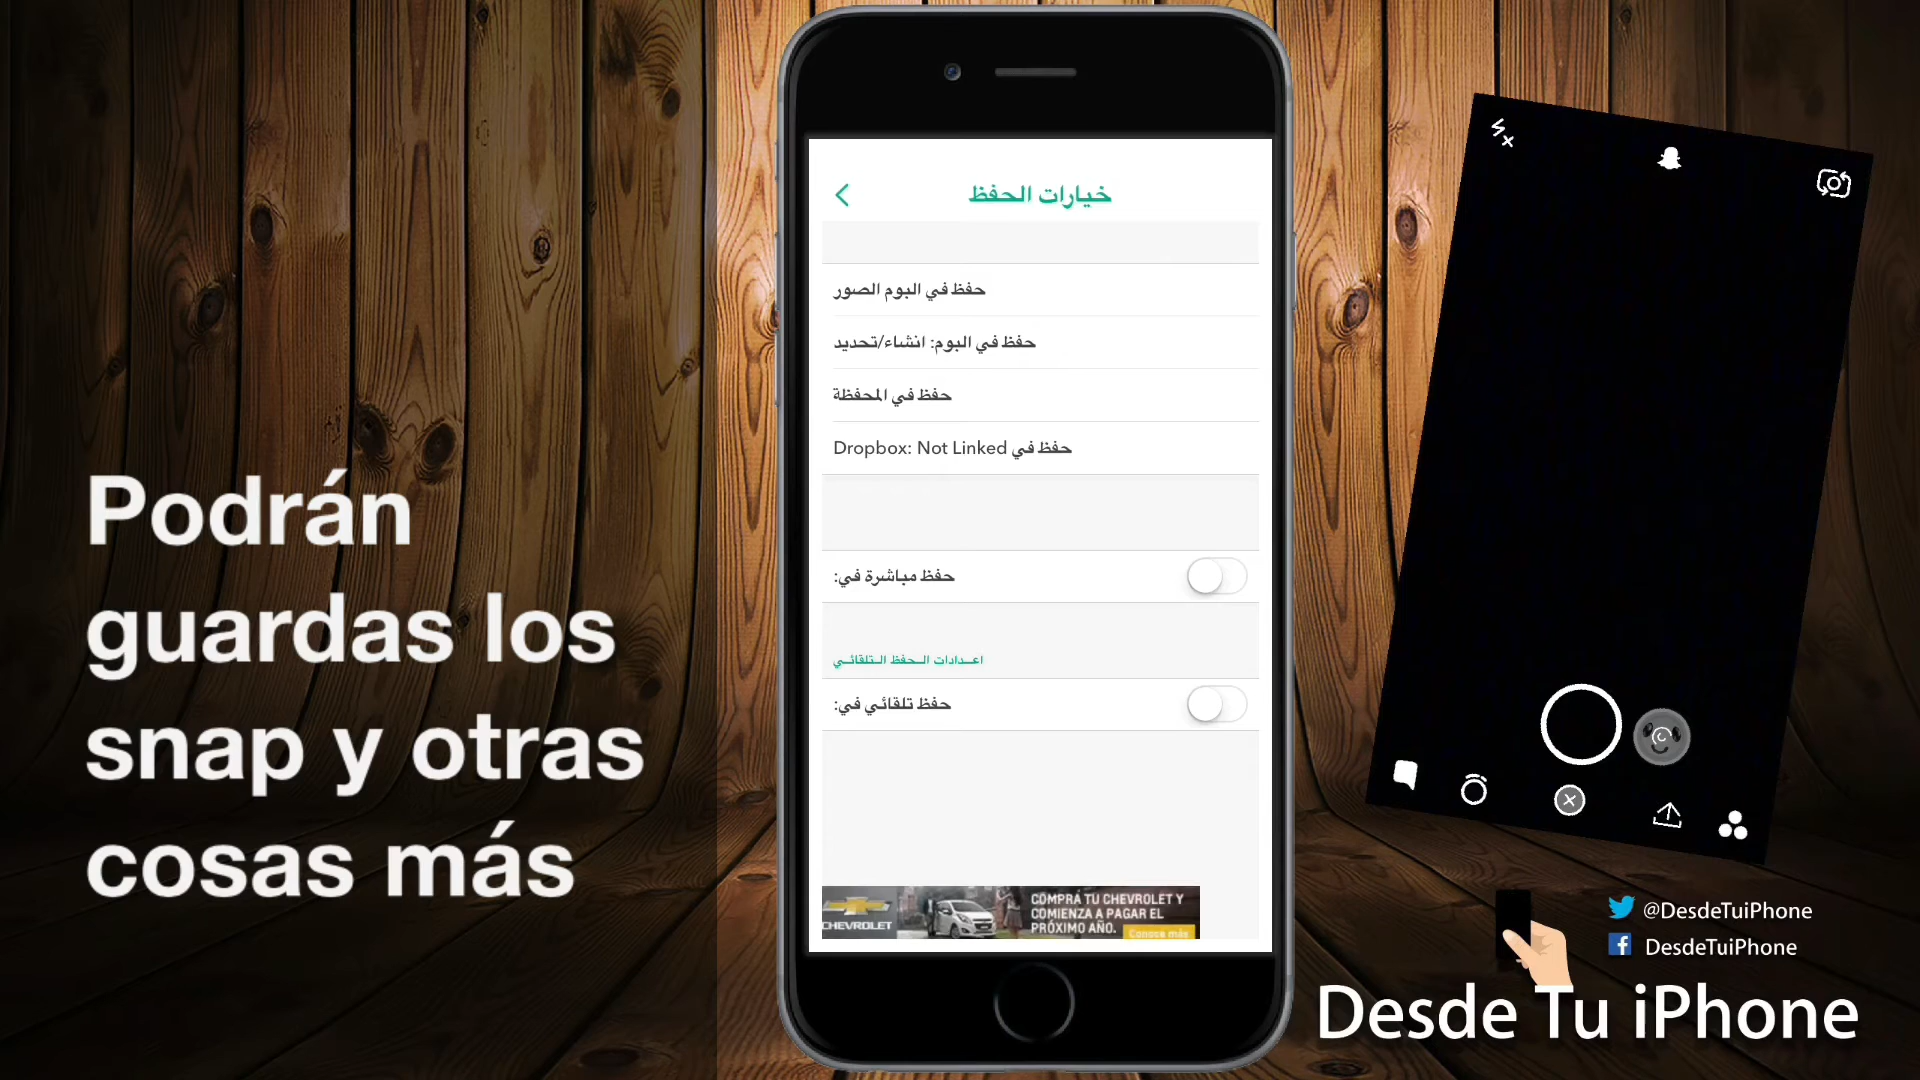 Podrán
guardas los
snap y otras
cosas más
خيارات الحفظ
حفظ في البوم الصور
حفظ في البوم: انشاء/تحديد
حفظ في المحفظة
حفظ في Dropbox: Not Linked
حفظ مباشرة في:
اعدادات الحفظ التلقائي
حفظ تلقائي في:
CHEVROLET
COMPRA TU CHEVROLET Y
COMIENZA A PAGAR EL
PRÓXIMO AÑO.
Conoce más
@DesdeTuiPhone
DesdeTuiPhone
Desde Tu iPhone